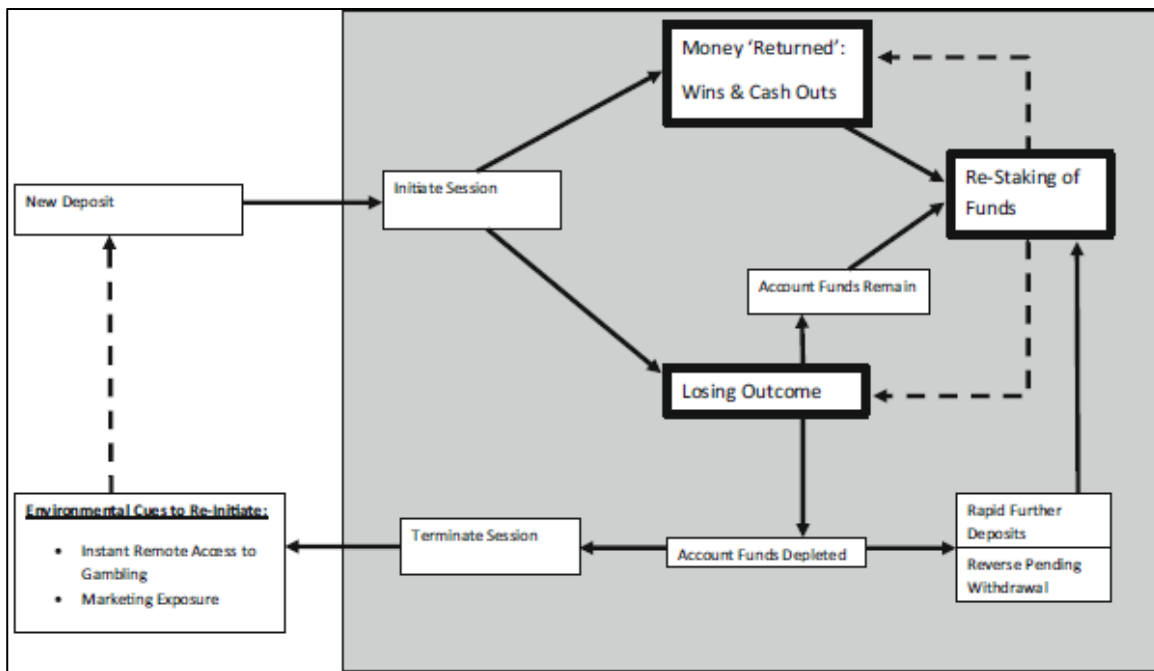 Money ‘Returned’:
Wins & Cash Outs
Re-Staking of
Funds
New Deposit
Initiate Session
Account Funds Remain
Losing Outcome
Environmental Cues to Re-Initiate:
• Instant Remote Access to
Gambling
• Marketing Exposure
Terminate Session
Account Funds Depleted
Rapid Further
Deposits
Reverse Pending
Withdrawal